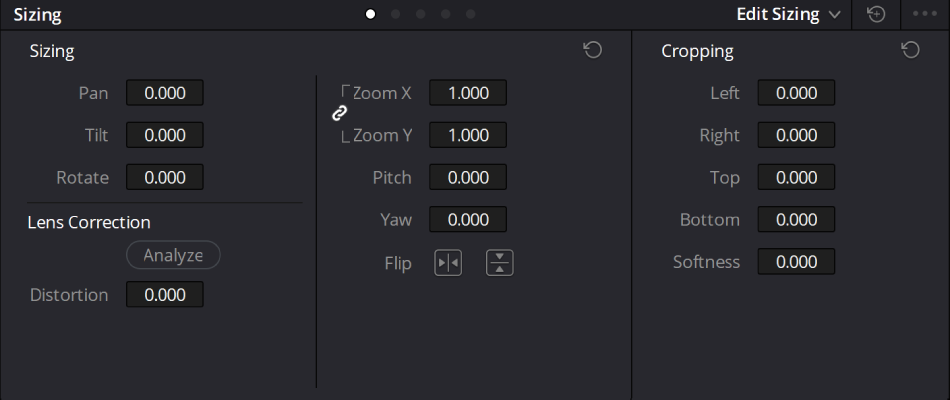 Sizing
Edit Sizing
Sizing
Pan 0.000
Tilt 0.000
Rotate 0.000
Lens Correction
Analyze
Distortion 0.000
Zoom X 1.000
Zoom Y 1.000
Pitch 0.000
Yaw 0.000
Flip
Cropping
Left 0.000
Right 0.000
Top 0.000
Bottom 0.000
Softness 0.000